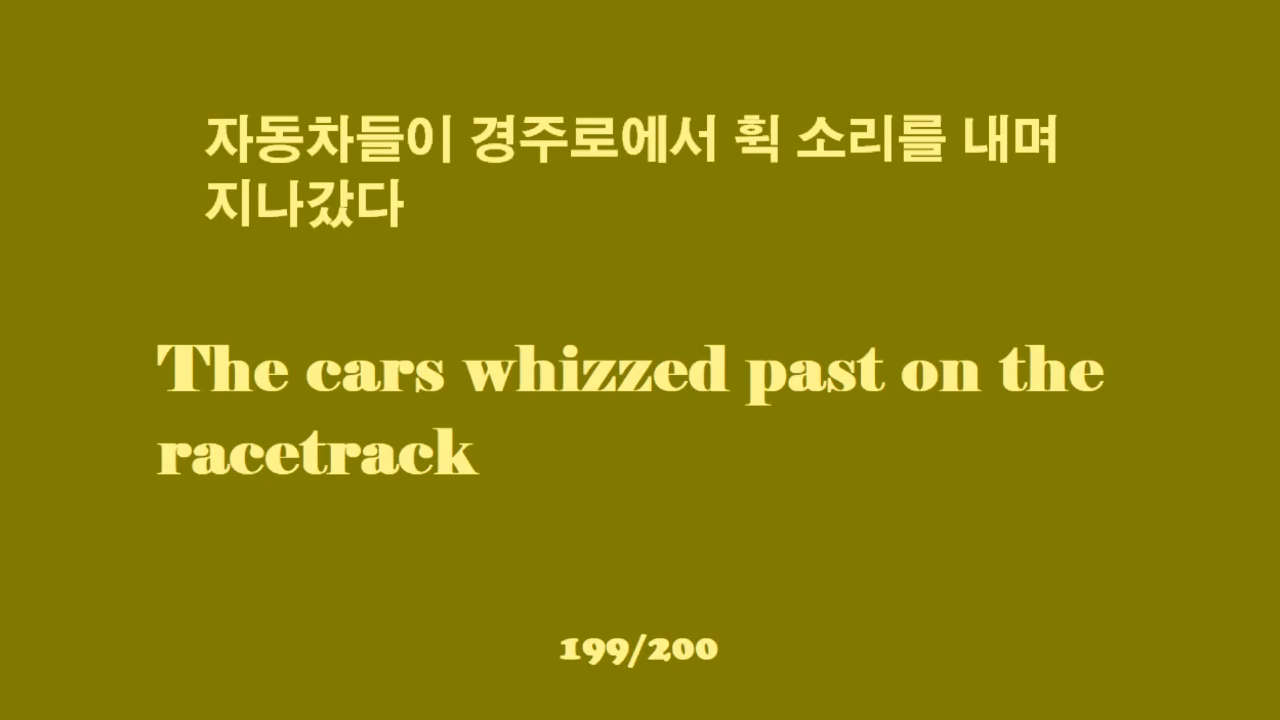 자동차들이 경주로에서 휙 소리를 내며
지나갔다
The cars whizzed past on the
racetrack
199/200